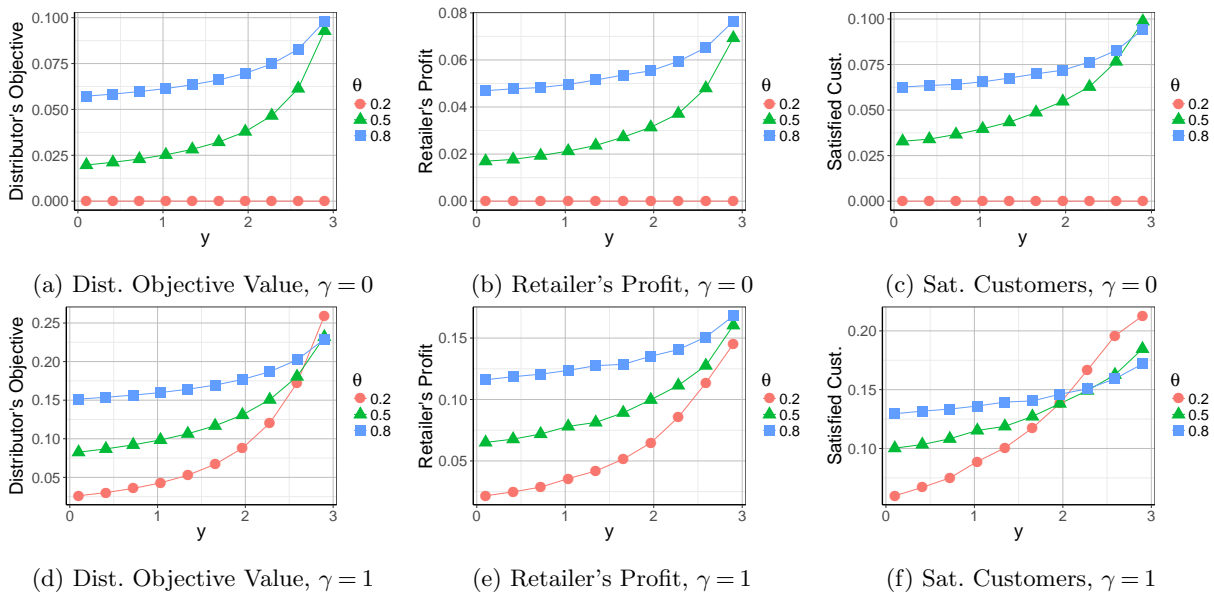 Distributor's Objective
0.100
0.075
0.050
0.025
0.000
0
1
2
3
y
θ
0.2
0.5
0.8
(a) Dist. Objective Value, γ = 0
Retailer's Profit
0.08
0.06
0.04
0.02
0.00
0
1
2
3
y
θ
0.2
0.5
0.8
(b) Retailer's Profit, γ = 0
Satisfied Cust.
0.100
0.075
0.050
0.025
0.000
0
1
2
3
y
θ
0.2
0.5
0.8
(c) Sat. Customers, γ = 0
Distributor's Objective
0.25
0.20
0.15
0.10
0.05
0
1
2
3
y
θ
0.2
0.5
0.8
(d) Dist. Objective Value, γ = 1
Retailer's Profit
0.15
0.10
0.05
0
1
2
3
y
θ
0.2
0.5
0.8
(e) Retailer's Profit, γ = 1
Satisfied Cust.
0.20
0.15
0.10
0
1
2
3
y
θ
0.2
0.5
0.8
(f) Sat. Customers, γ = 1